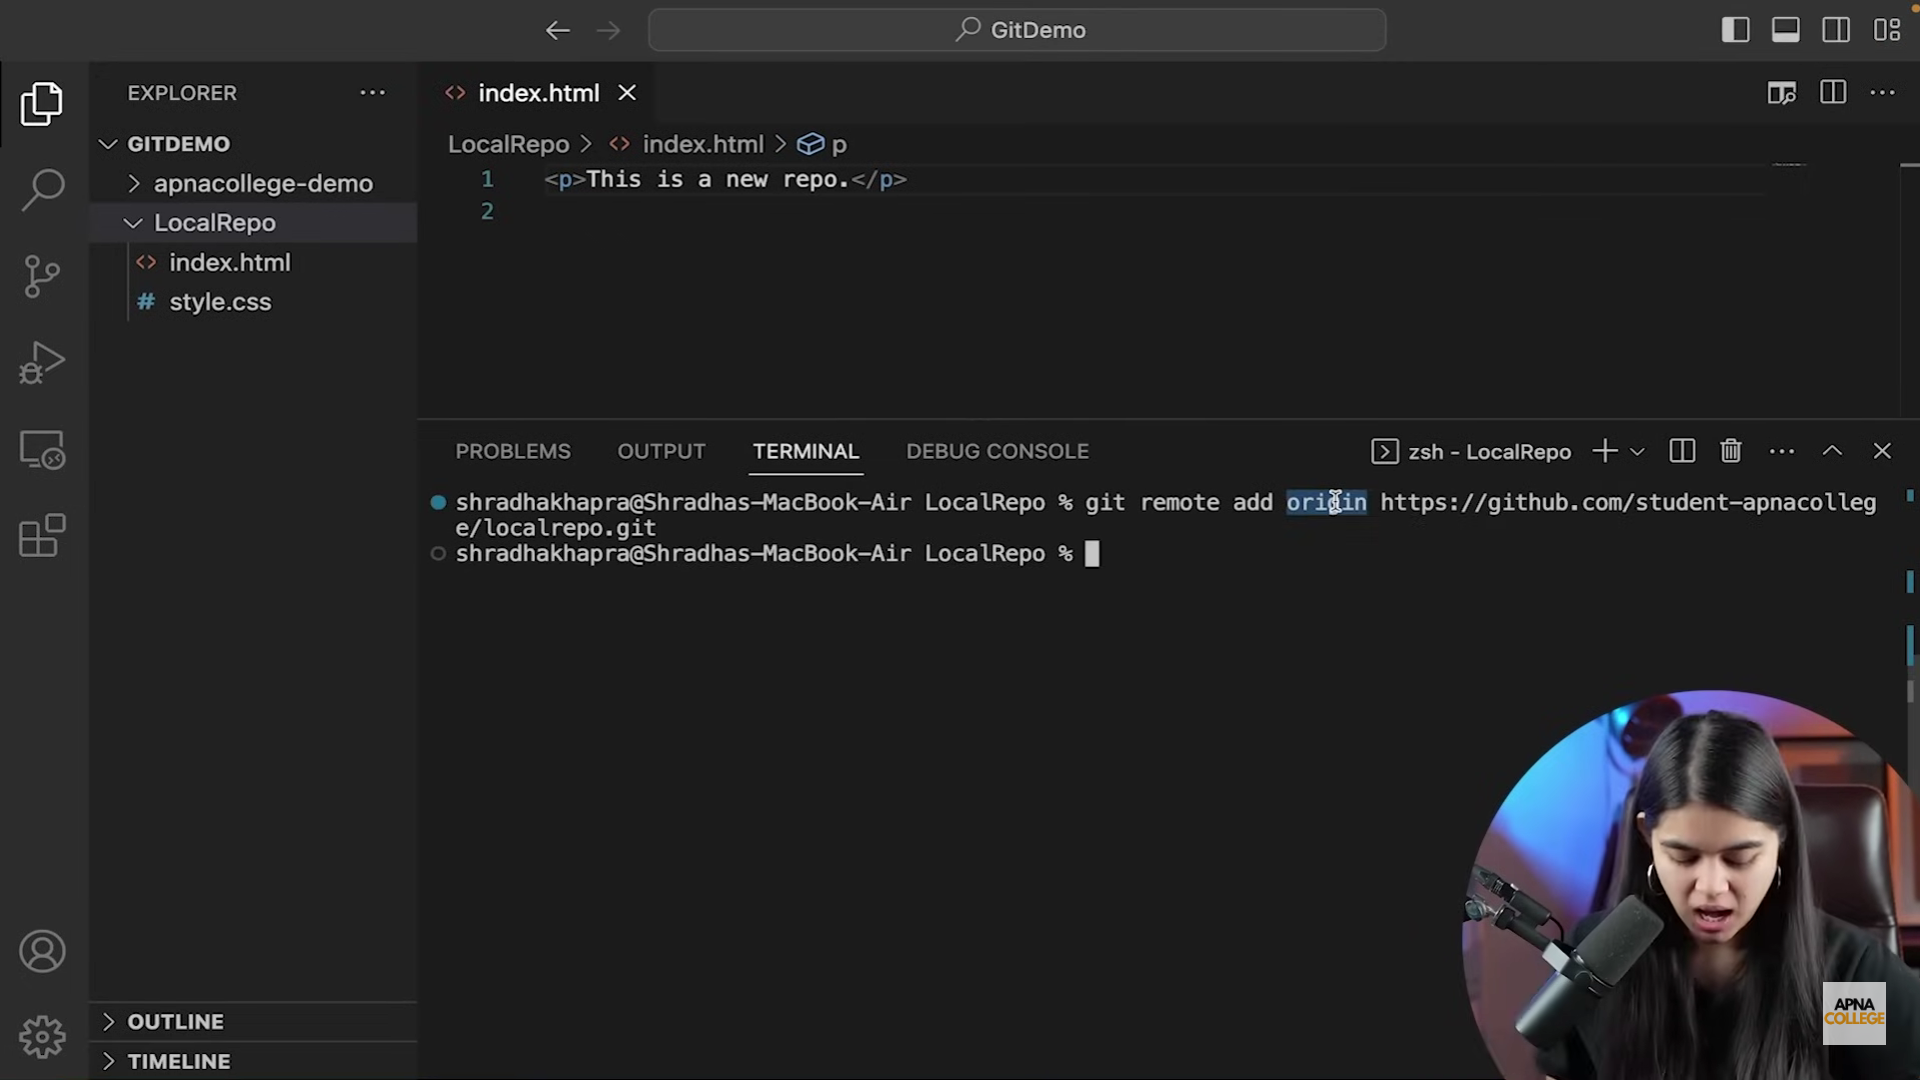 GitDemo
EXPLORER
index.html
GITDEMO
LocalRepo > index.html > p
apnacollege-demo
1 <p>This is a new repo.</p>
LocalRepo
2
index.html
# style.css
PROBLEMS OUTPUT TERMINAL DEBUG CONSOLE
zsh - LocalRepo
shradhakhapra@Shradhas-MacBook-Air LocalRepo % git remote add origin https://github.com/student-apnacolleg
e/localrepo.git
shradhakhapra@Shradhas-MacBook-Air LocalRepo %
OUTLINE
TIMELINE
APNA
COLLEGE